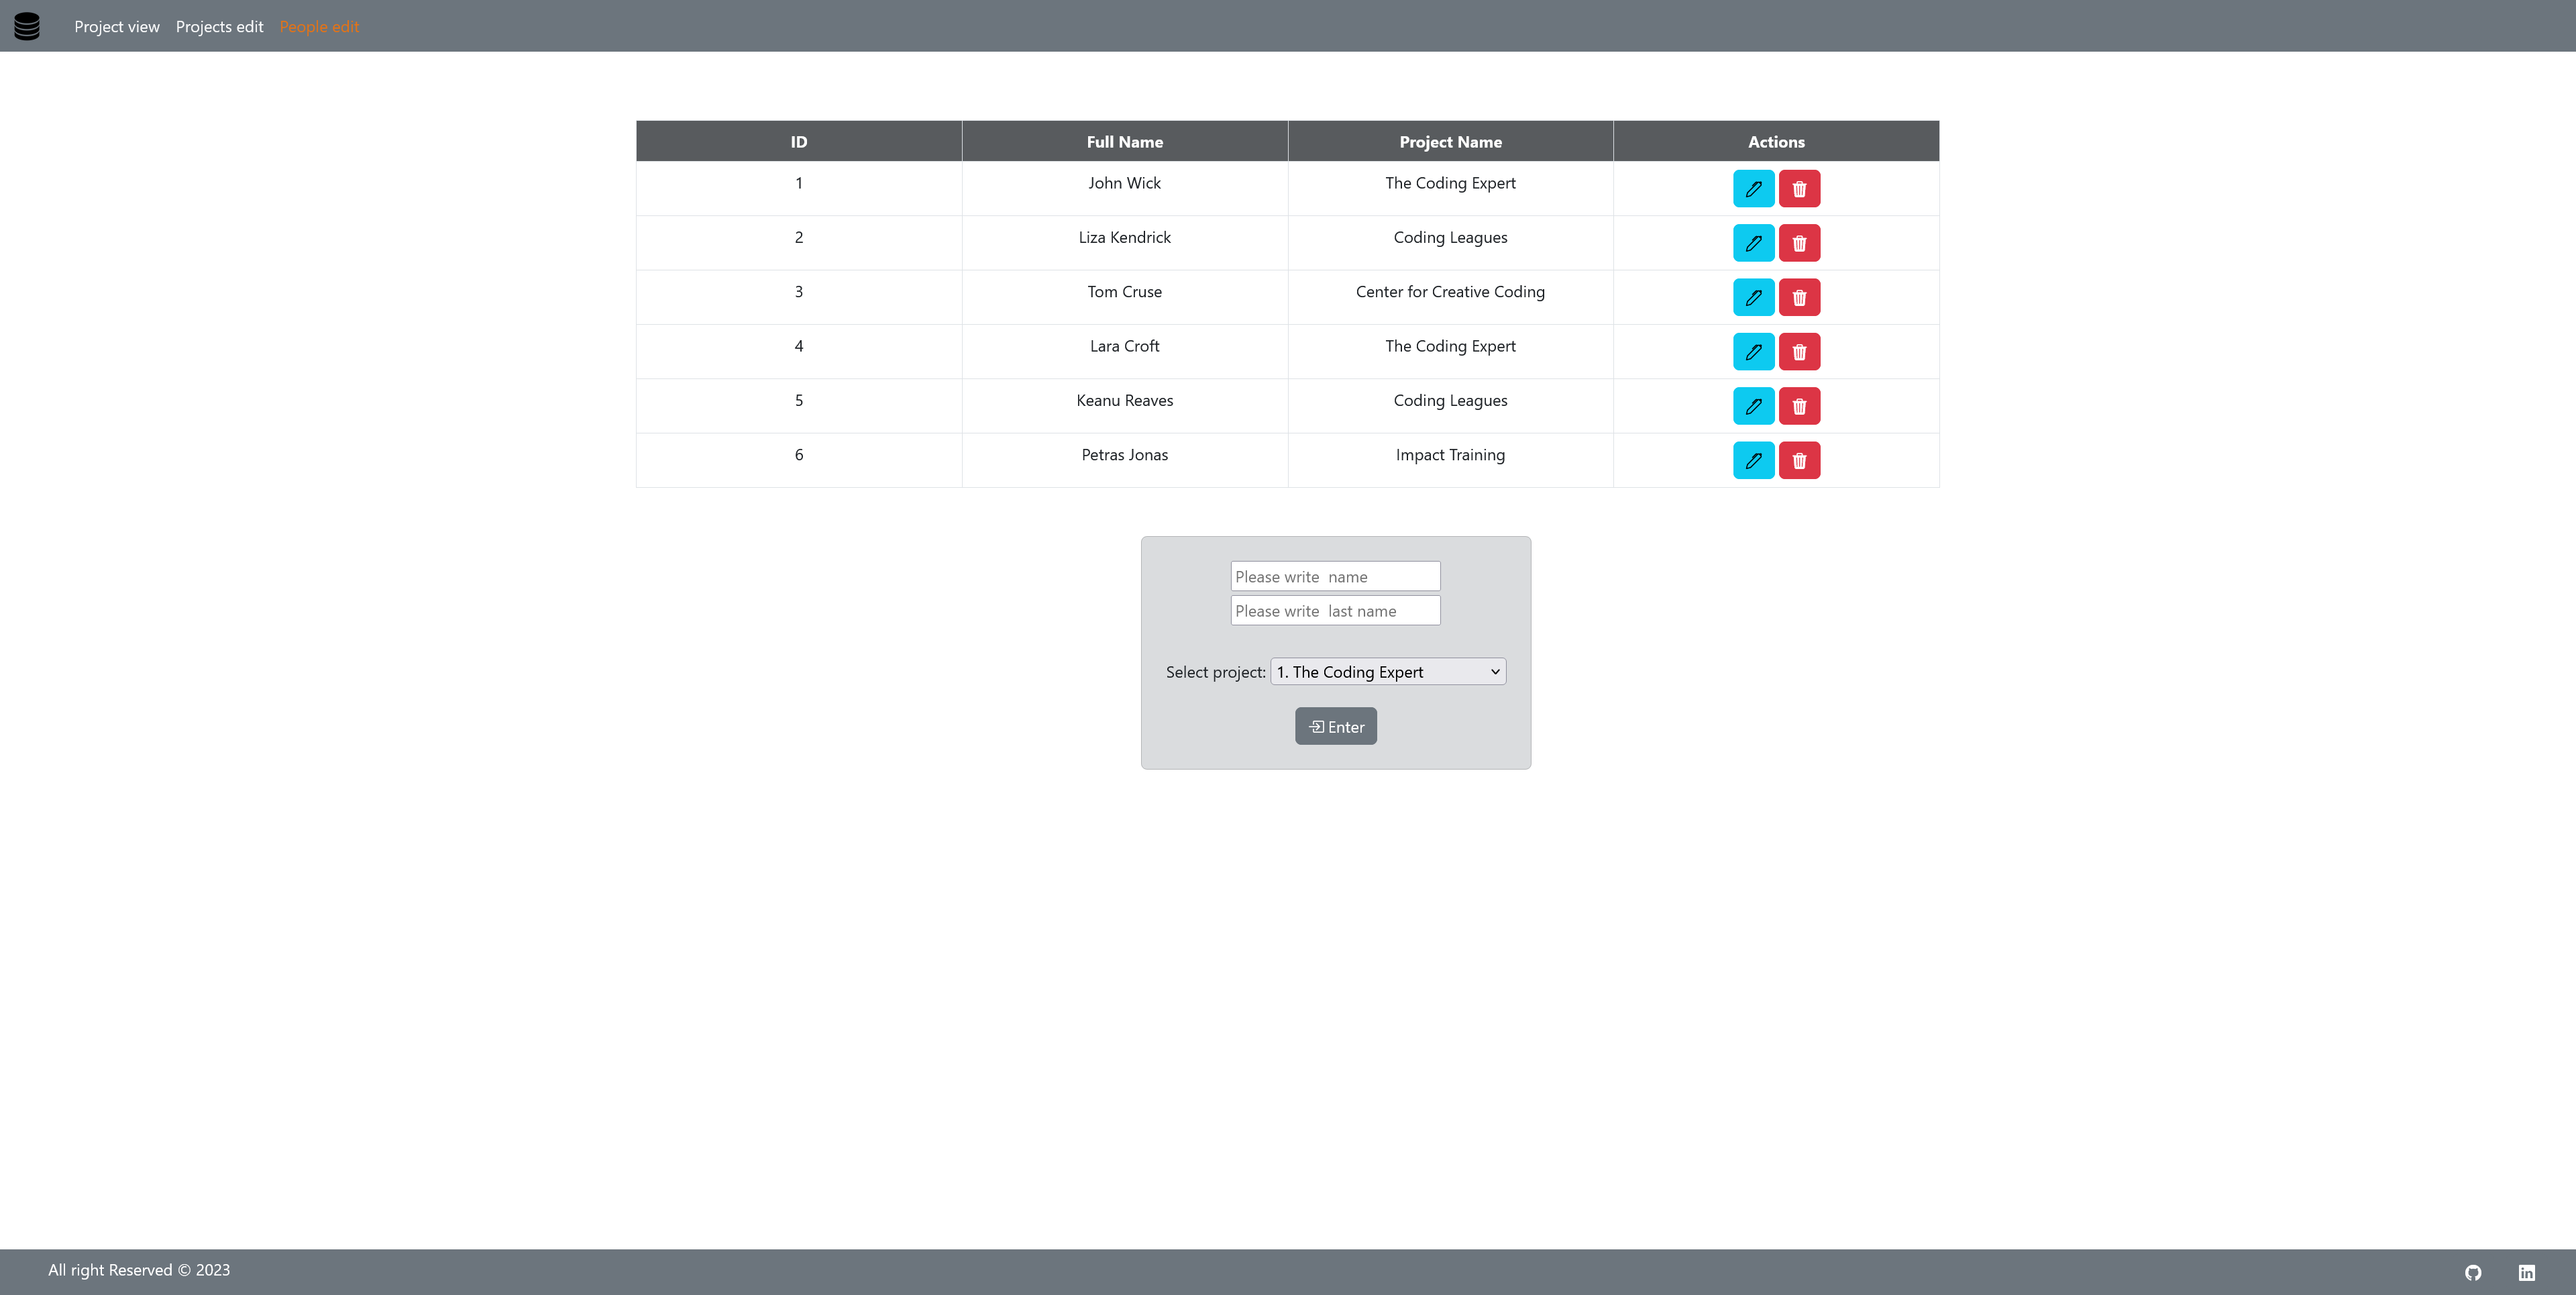 Project view Projects edit People edit
ID Full Name Project Name Actions
1 John Wick The Coding Expert
2 Liza Kendrick Coding Leagues
3 Tom Cruse Center for Creative Coding
4 Lara Croft The Coding Expert
5 Keanu Reaves Coding Leagues
6 Petras Jonas Impact Training
Please write  name
Please write  last name
Select project: 1. The Coding Expert
Enter
All right Reserved © 2023